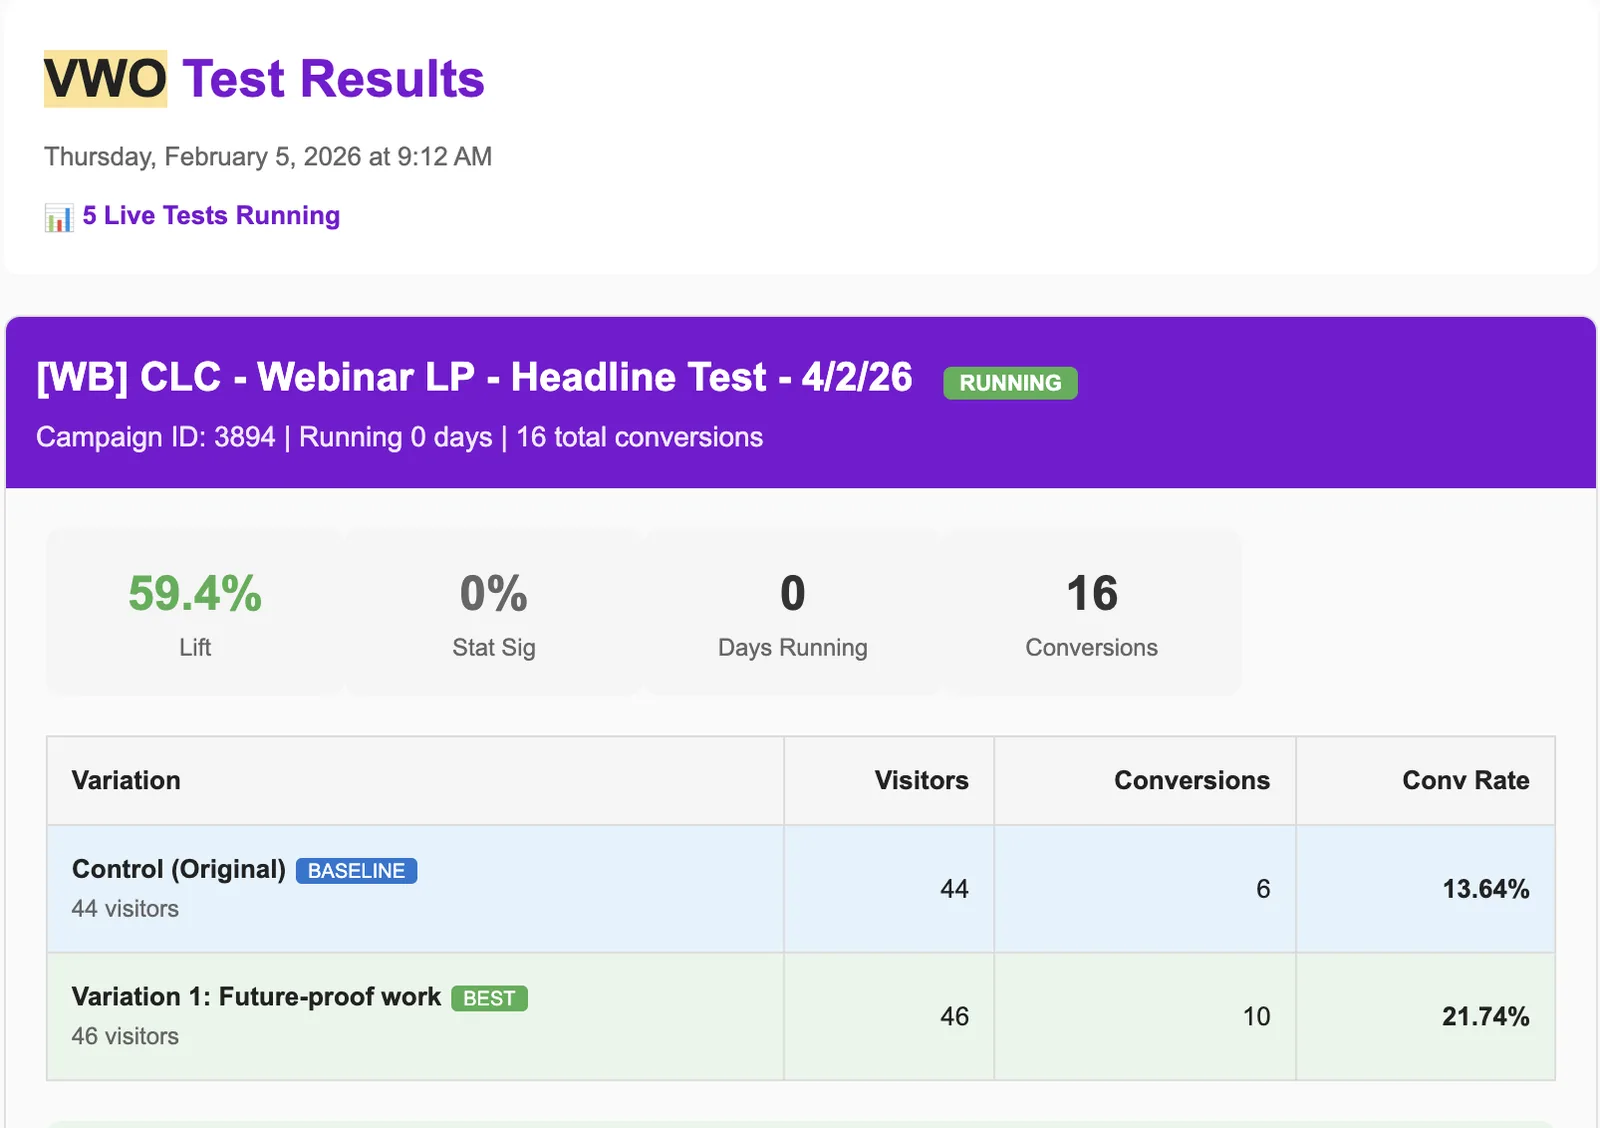 VWO Test Results
Thursday, February 5, 2026 at 9:12 AM
📊 5 Live Tests Running
[WB] CLC - Webinar LP - Headline Test - 4/2/26 RUNNING
Campaign ID: 3894 | Running 0 days | 16 total conversions
59.4% 0% 0 16
Lift Stat Sig Days Running Conversions
Variation Visitors Conversions Conv Rate
Control (Original) BASELINE
44 visitors
44 6 13.64%
Variation 1: Future-proof work BEST
46 visitors
46 10 21.74%